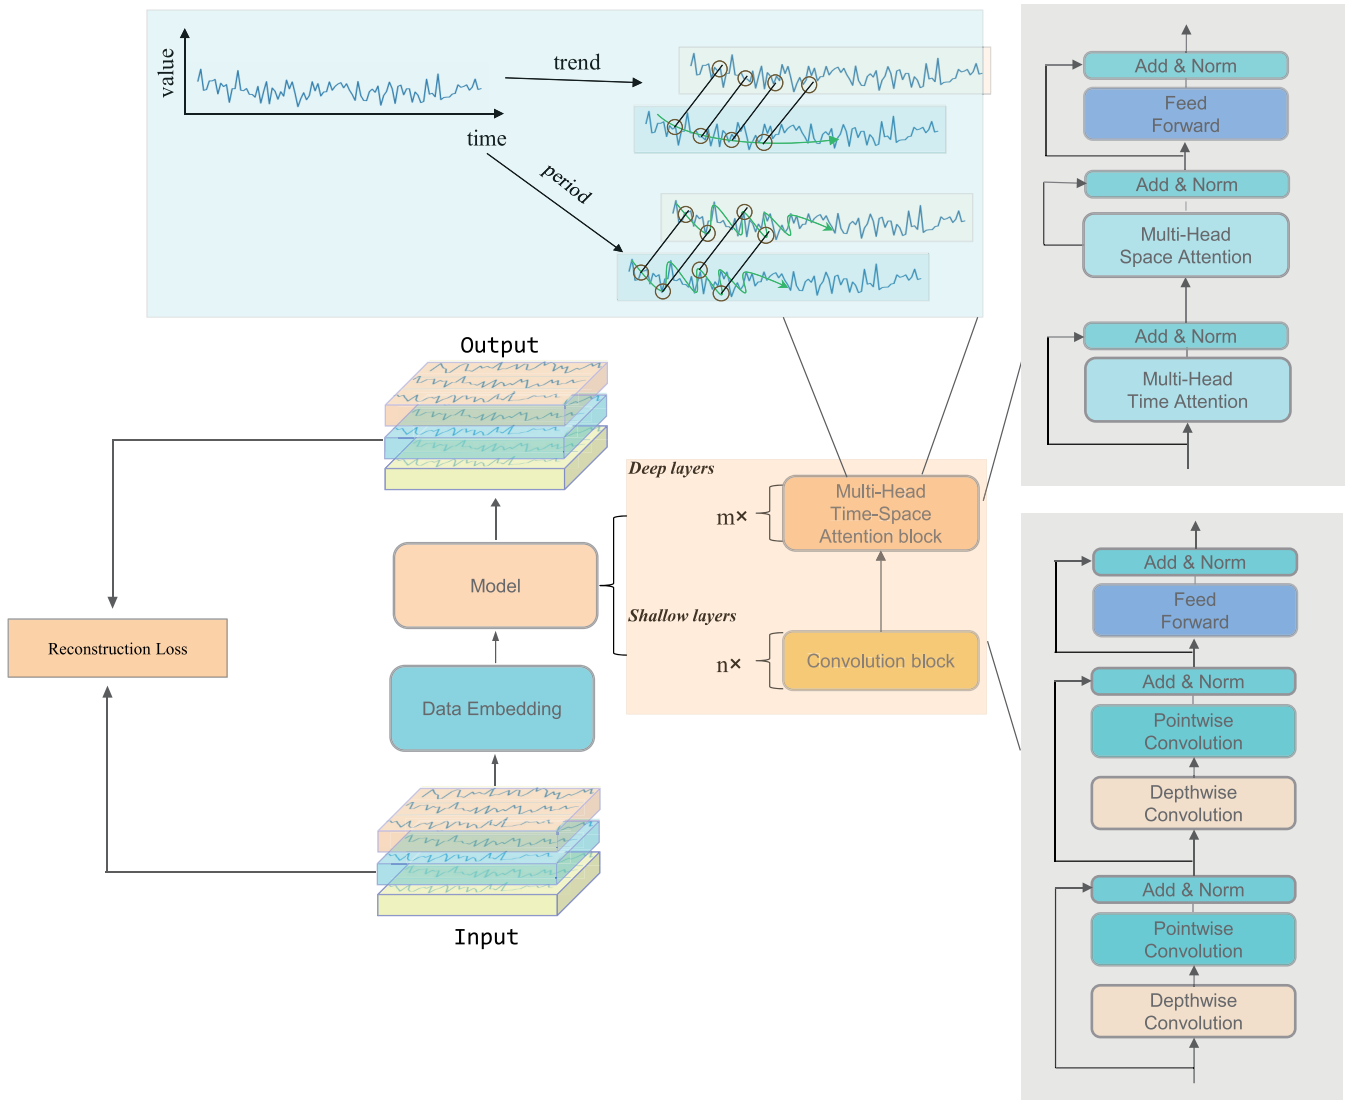 value
time
trend
period
Output
Model
Data Embedding
Input
Reconstruction Loss
Deep layers
m×
Multi-Head
Time-Space
Attention block
Shallow layers
n×
Convolution block
Add & Norm
Feed
Forward
Add & Norm
Multi-Head
Space Attention
Add & Norm
Multi-Head
Time Attention
Add & Norm
Feed
Forward
Add & Norm
Pointwise
Convolution
Depthwise
Convolution
Add & Norm
Pointwise
Convolution
Depthwise
Convolution